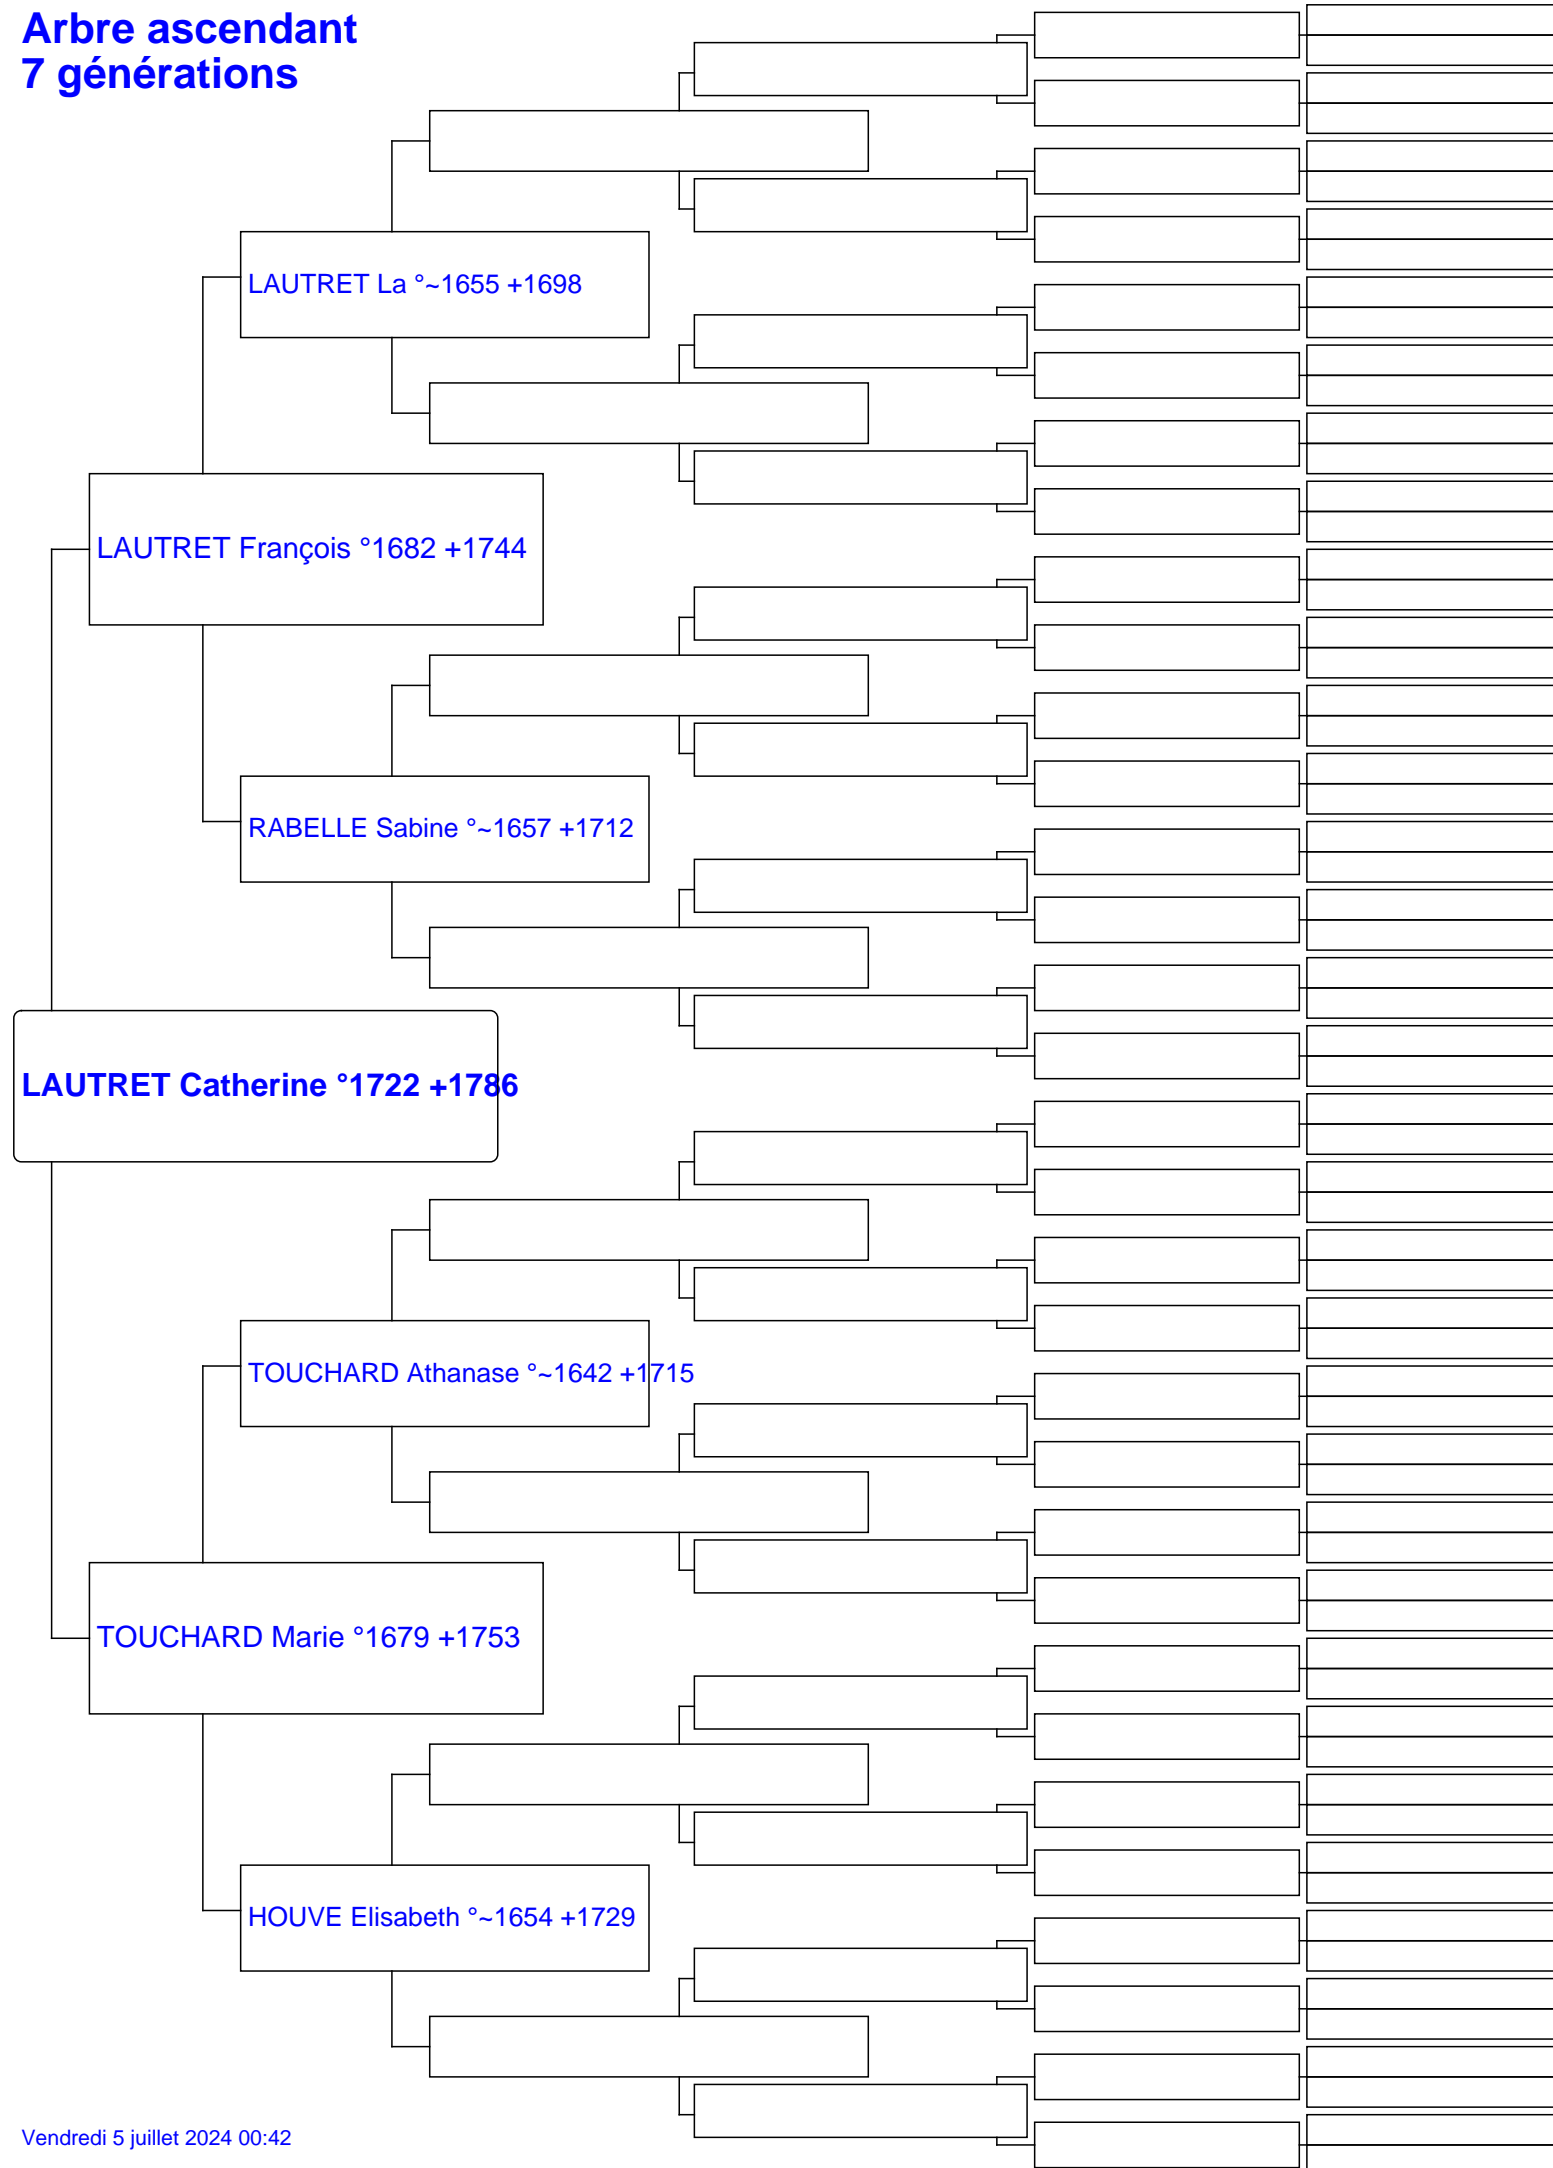 Arbre ascendant
7 générations
LAUTRET La °~1655 +1698
LAUTRET François °1682 +1744
RABELLE Sabine °~1657 +1712
LAUTRET Catherine °1722 +1786
TOUCHARD Athanase °~1642 +1715
TOUCHARD Marie °1679 +1753
HOUVE Elisabeth °~1654 +1729
Vendredi 5 juillet 2024 00:42